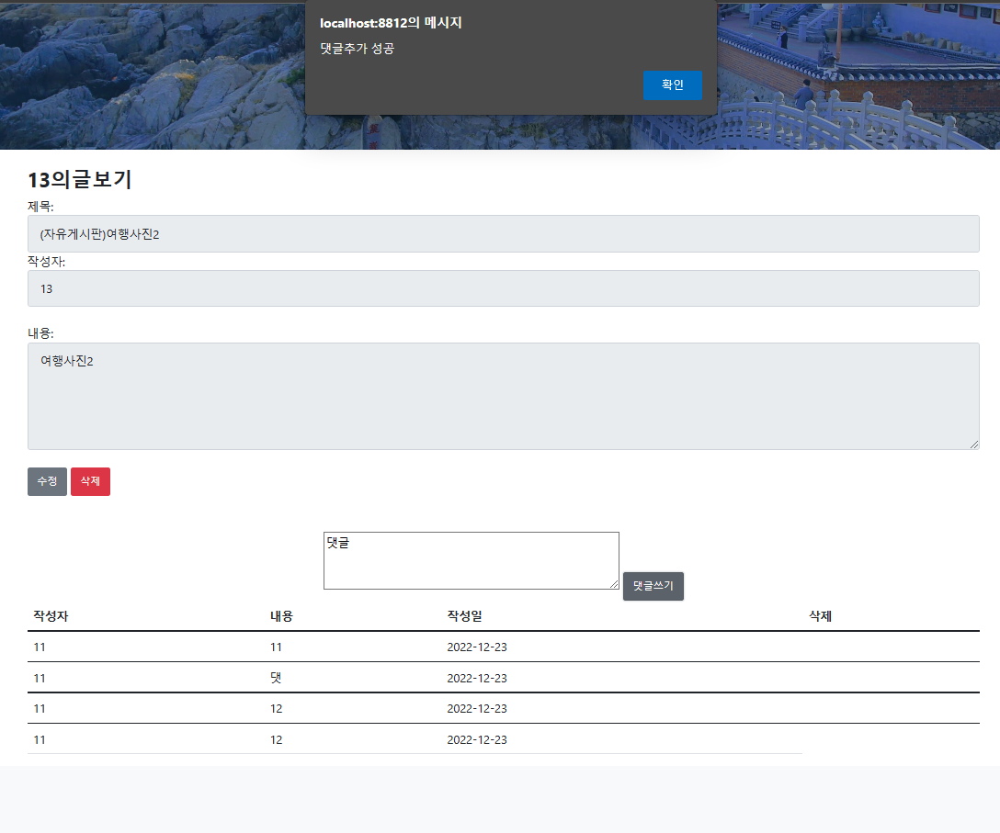 localhost:8812의 메시지
댓글추가 성공
확인
13의글보기
제목:
(자유게시판)여행사진2
작성자:
13
내용:
여행사진2
수정 삭제
댓글
댓글쓰기
작성자 내용 작성일 삭제
11 11 2022-12-23
11 댓 2022-12-23
11 12 2022-12-23
11 12 2022-12-23